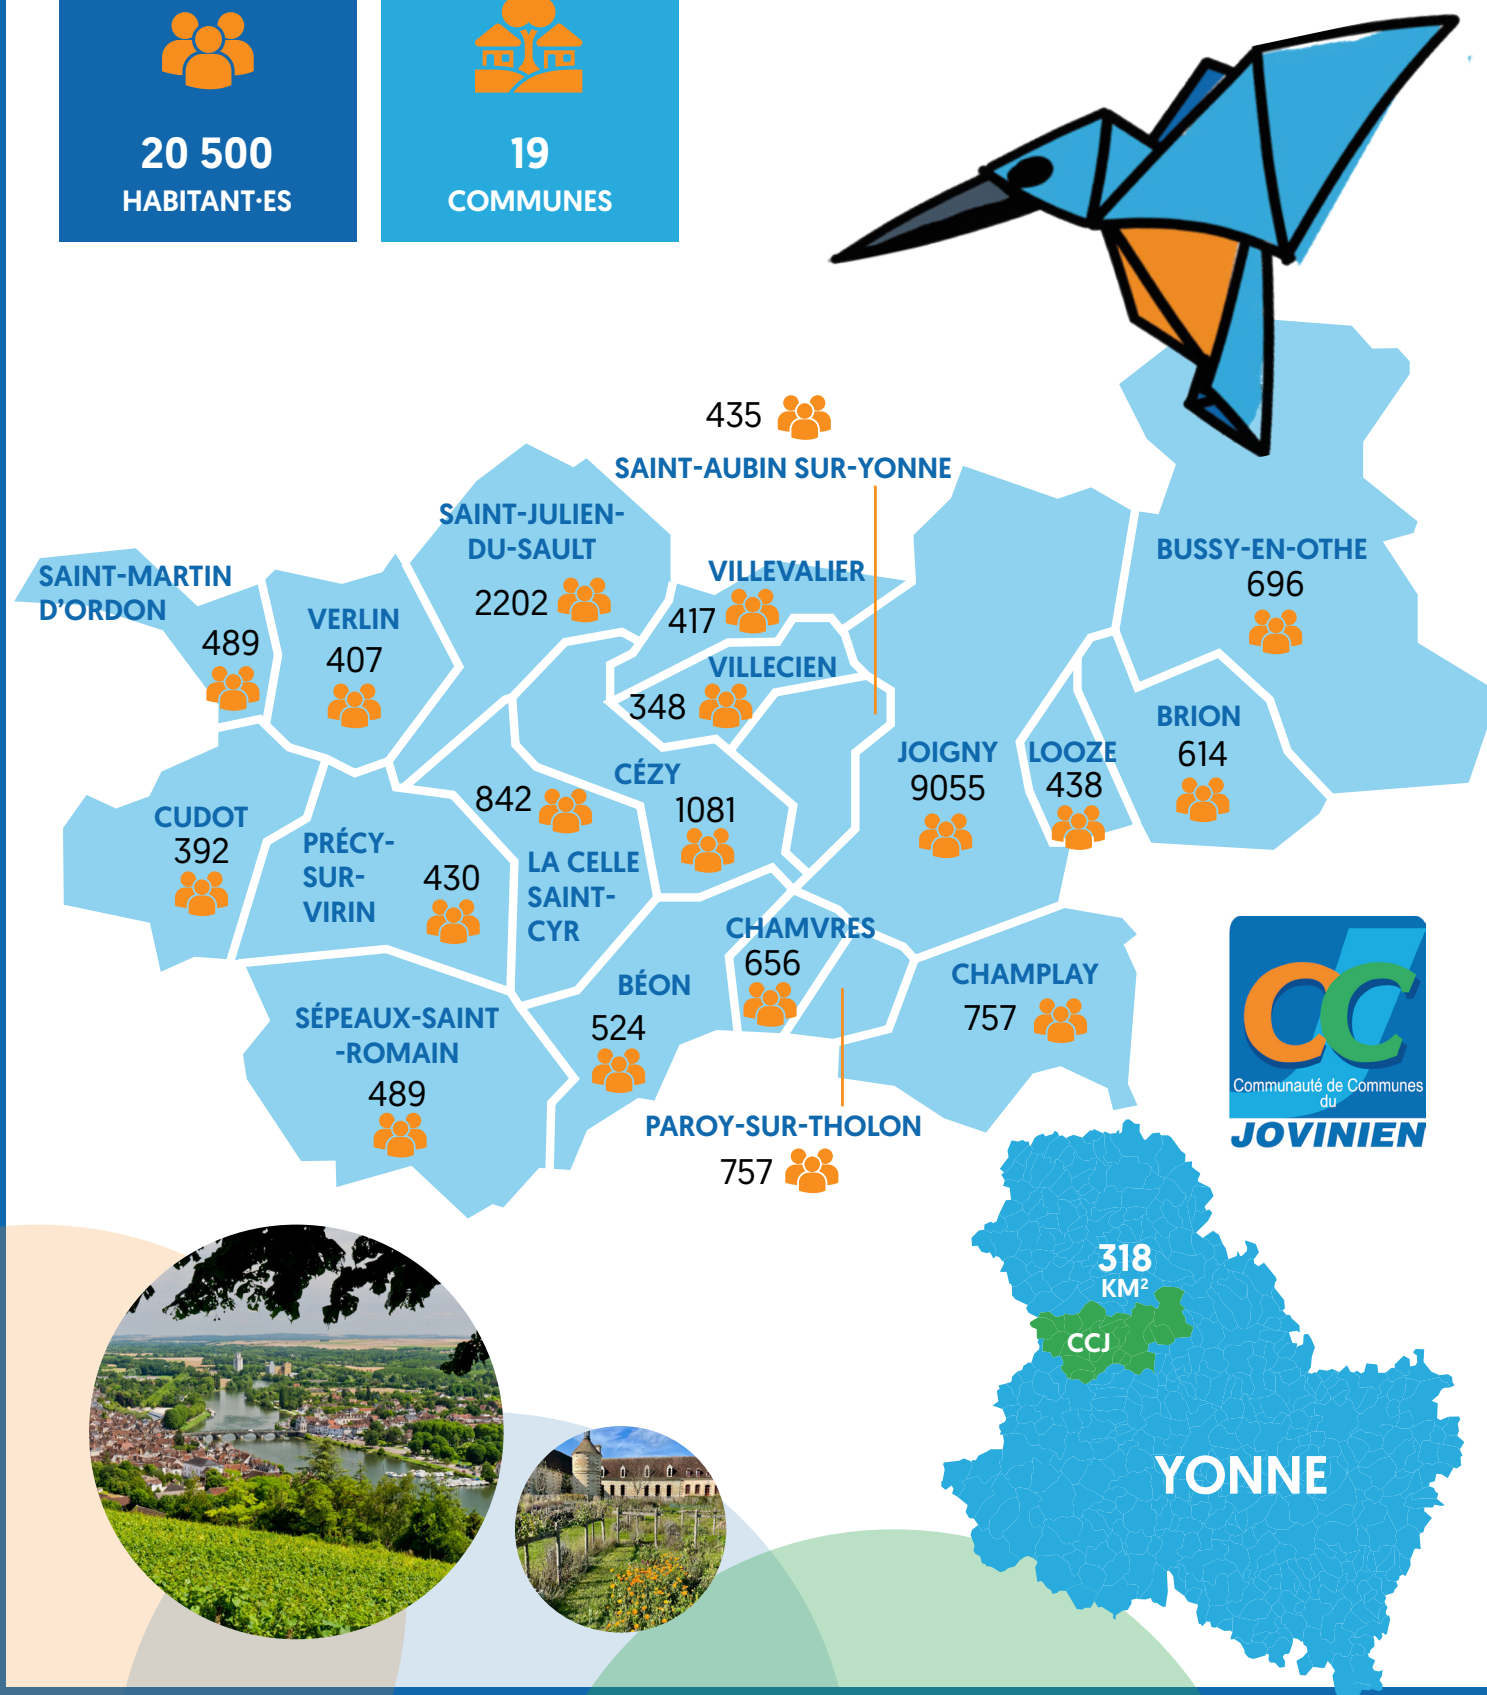 20 500
HABITANT·ES
19
COMMUNES
435
SAINT-AUBIN SUR-YONNE
SAINT-JULIEN-
DU-SAULT
2202
VILLEVALIER
417
BUSSY-EN-OTHE
696
SAINT-MARTIN
D'ORDON
489
VERLIN
407
VILLECIEN
348
BRION
614
JOIGNY
9055
LOOZE
438
CÉZY
1081
842
LA CELLE
SAINT-
CYR
CUDOT
392
PRÉCY-
SUR-
VIRIN
430
CHAMVRES
656
BÉON
524
CHAMPLAY
757
SÉPEAUX-SAINT
-ROMAIN
489
PAROY-SUR-THOLON
757
CC
Communauté de Communes
du
JOVINIEN
318
KM²
CCJ
YONNE